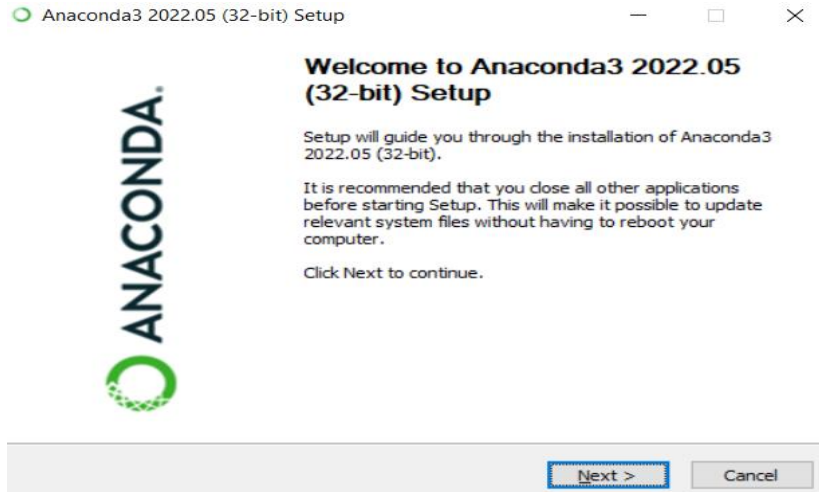 Anaconda3 2022.05 (32-bit) Setup
Welcome to Anaconda3 2022.05
(32-bit) Setup
Setup will guide you through the installation of Anaconda3
2022.05 (32-bit).
It is recommended that you close all other applications
before starting Setup. This will make it possible to update
relevant system files without having to reboot your
computer.
Click Next to continue.
ANACONDA.
Next >
Cancel